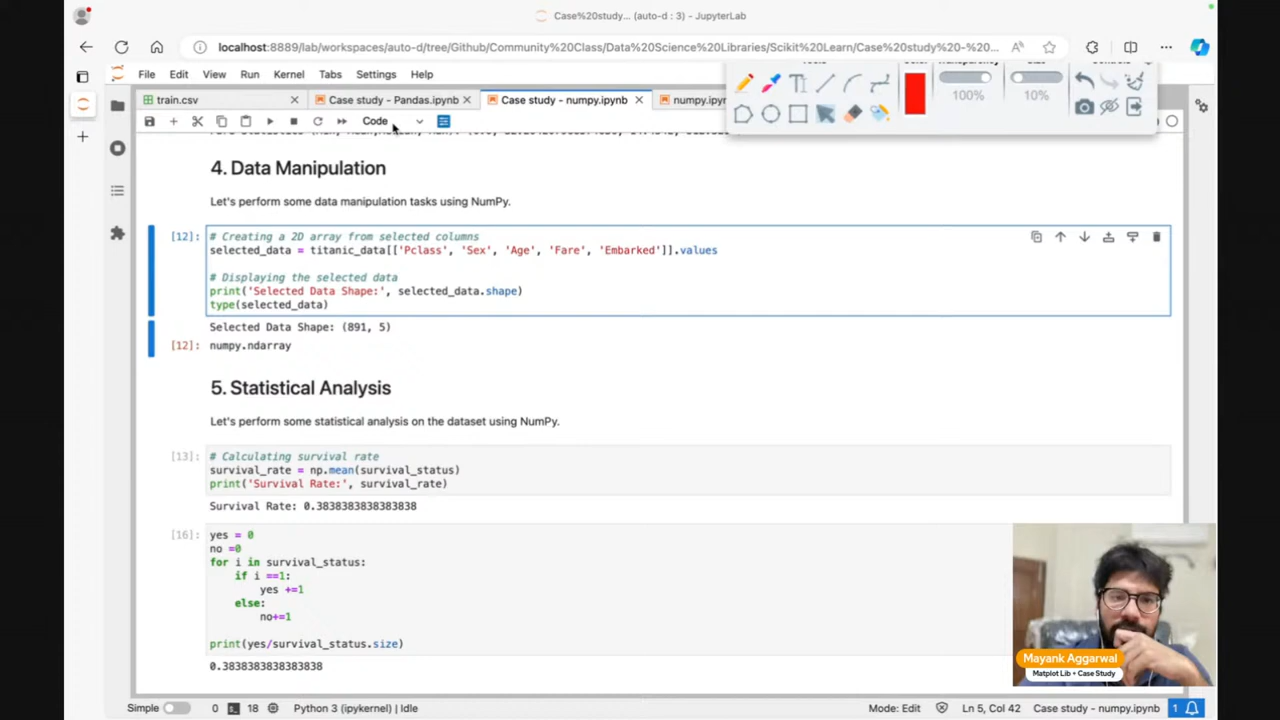 Case%20study... (auto-d : 3) - JupyterLab
localhost:8889/lab/workspaces/auto-d/tree/Github/Community%20Class/Data%20Science%20Libraries/Scikit%20Learn/Case%20study%20-%20...
File Edit View Run Kernel Tabs Settings Help
100% 10%
train.csv Case study - Pandas.ipynb Case study - numpy.ipynb numpy.ipyn
Code
4. Data Manipulation
Let's perform some data manipulation tasks using NumPy.
[12]: # Creating a 2D array from selected columns
selected_data = titanic_data[['Pclass', 'Sex', 'Age', 'Fare', 'Embarked']].values
# Displaying the selected data
print('Selected Data Shape:', selected_data.shape)
type(selected_data)
Selected Data Shape: (891, 5)
[12]: numpy.ndarray
5. Statistical Analysis
Let's perform some statistical analysis on the dataset using NumPy.
[13]: # Calculating survival rate
survival_rate = np.mean(survival_status)
print('Survival Rate:', survival_rate)
Survival Rate: 0.3838383838383838
[16]: yes = 0
no =0
for i in survival_status:
if i ==1:
yes +=1
else:
no+=1
print(yes/survival_status.size)
0.3838383838383838
Mayank Aggarwal
Matplot Lib + Case Study
Simple 0 18 Python 3 (ipykernel) | Idle Mode: Edit Ln 5, Col 42 Case study - numpy.ipynb 1